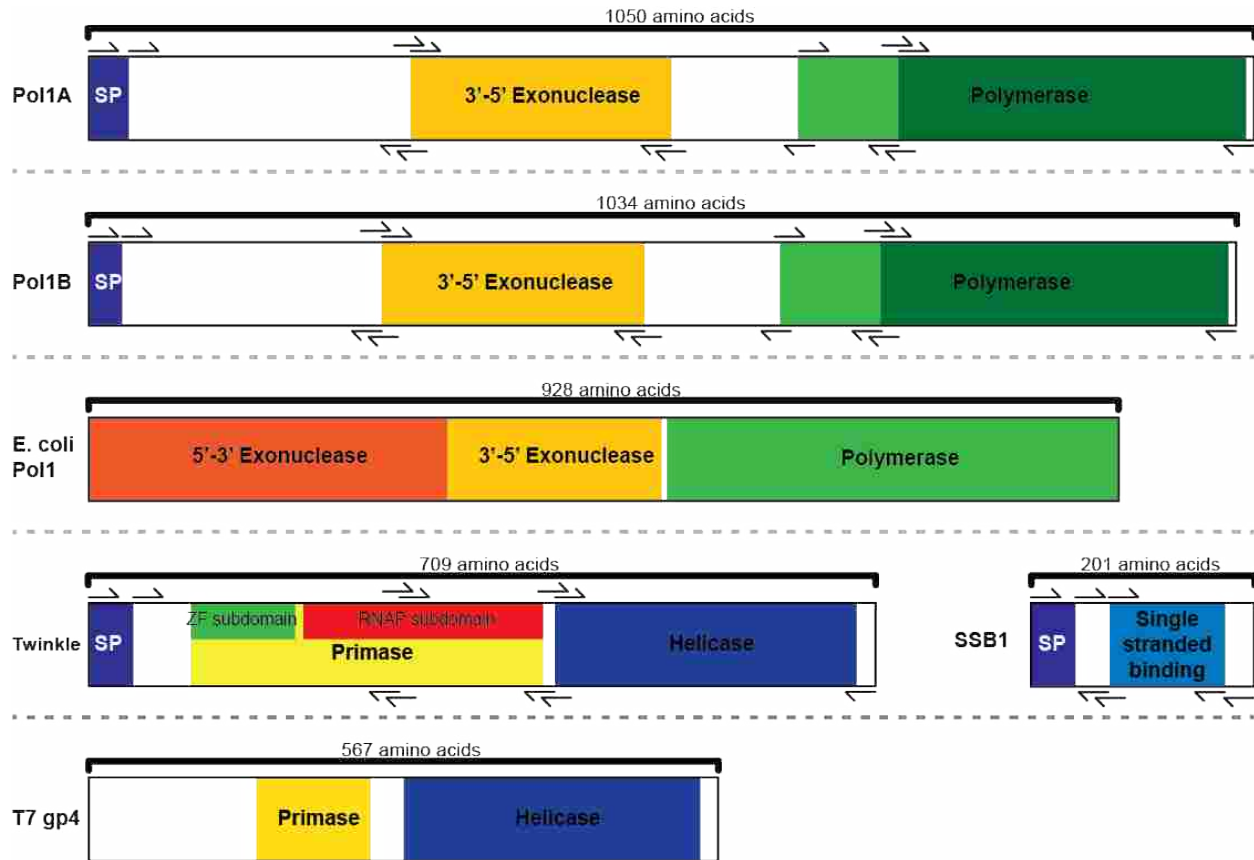 1050 amino acids
Pol1A
SP
3'-5' Exonuclease
Polymerase
1034 amino acids
Pol1B
SP
3'-5' Exonuclease
Polymerase
928 amino acids
E. coli
Pol1
5'-3' Exonuclease
3'-5' Exonuclease
Polymerase
709 amino acids
Twinkle
SP
ZF subdomain
RNAP subdomain
Primase
Helicase
201 amino acids
SSB1
SP
Single
stranded
binding
567 amino acids
T7 gp4
Primase
Helicase